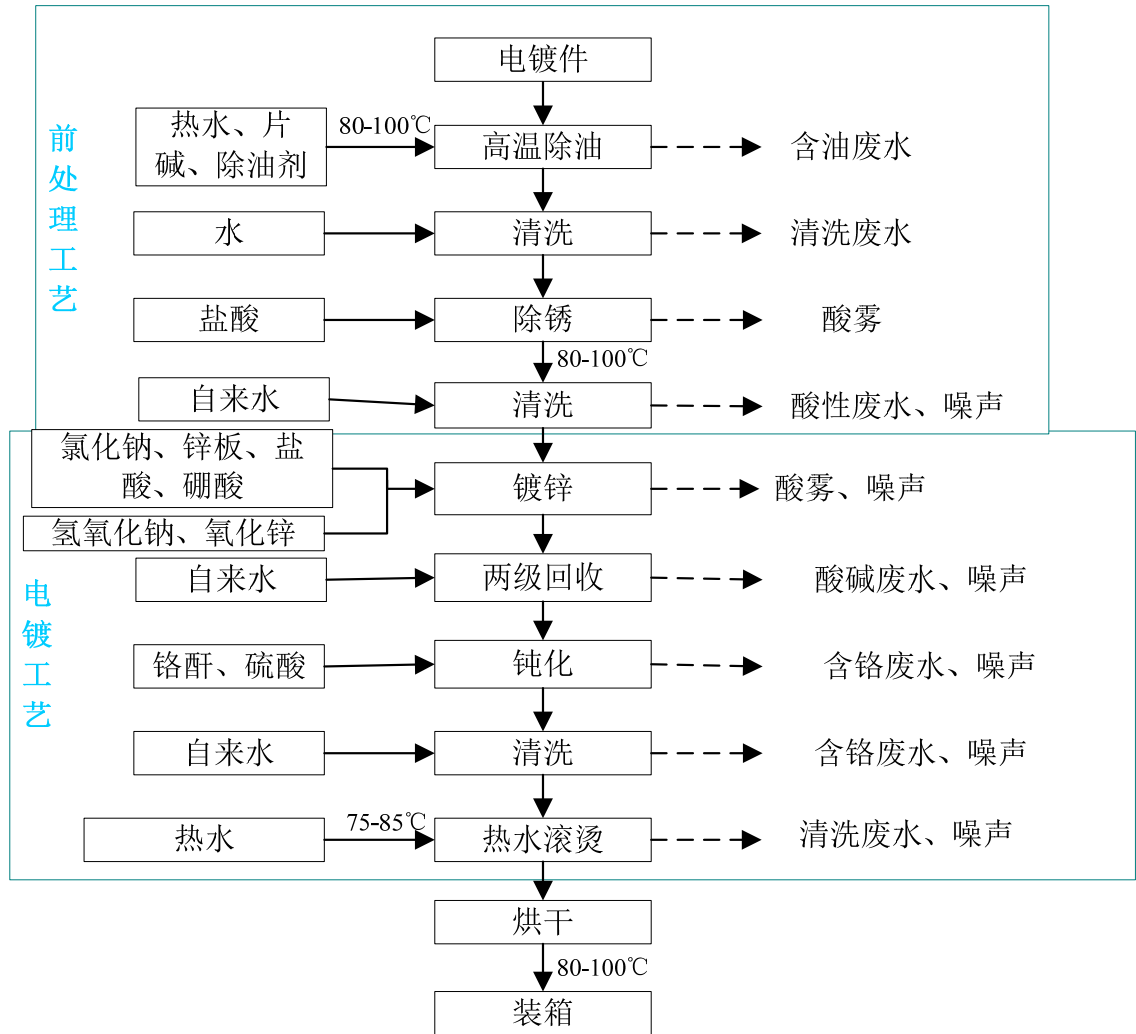 电镀件
前处理工艺
热水、片
碱、除油剂
80-100℃
高温除油
含油废水
水
清洗
清洗废水
盐酸
除锈
酸雾
80-100℃
自来水
清洗
酸性废水、噪声
电镀工艺
氯化钠、锌板、盐
酸、硼酸
氢氧化钠、氧化锌
镀锌
酸雾、噪声
自来水
两级回收
酸碱废水、噪声
铬酐、硫酸
钝化
含铬废水、噪声
自来水
清洗
含铬废水、噪声
热水
75-85℃
热水滚烫
清洗废水、噪声
烘干
80-100℃
装箱